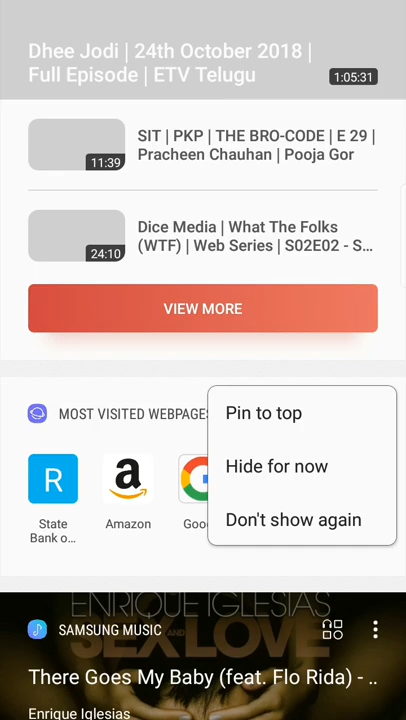 Dhee Jodi | 24th October 2018 |
Full Episode | ETV Telugu
1:05:31
SIT | PKP | THE BRO-CODE | E 29 |
Pracheen Chauhan | Pooja Gor
11:39
Dice Media | What The Folks
(WTF) | Web Series | S02E02 - S...
24:10
VIEW MORE
MOST VISITED WEBPAGES
Pin to top
Hide for now
Don't show again
R
a
State
Bank o...
Amazon
Goo
ENRIQUE IGLESIAS
AND
SEX LOVE
SAMSUNG MUSIC
There Goes My Baby (feat. Flo Rida) - ..
Enrique Iglesias